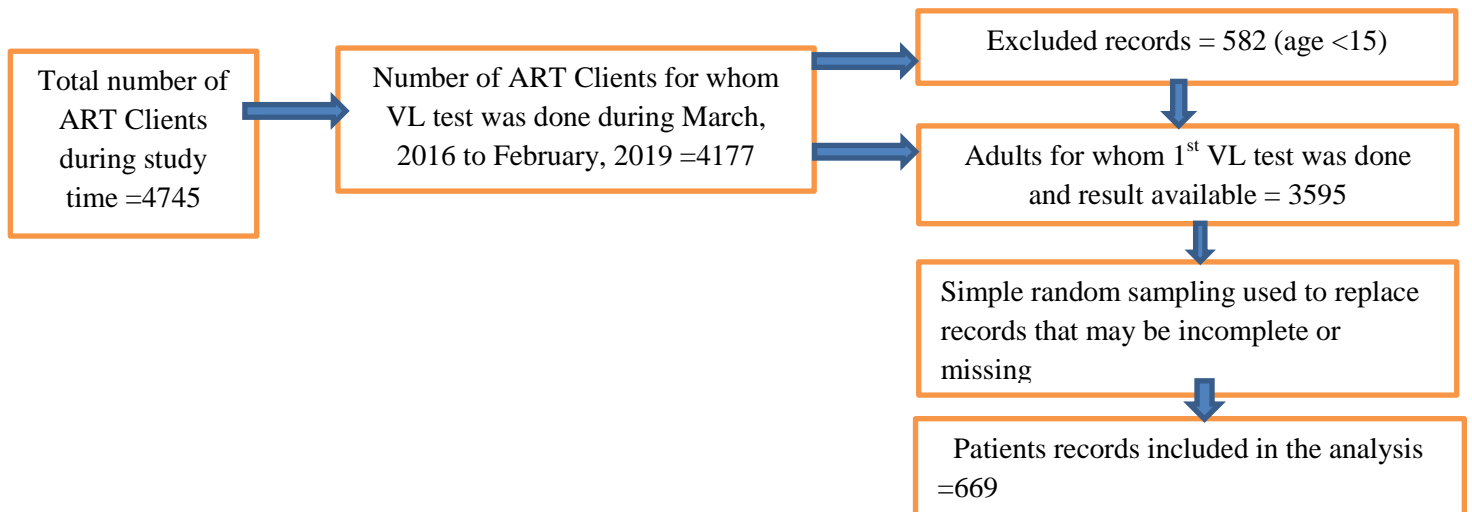 Total number of
ART Clients
during study
time =4745
Number of ART Clients for whom
VL test was done during March,
2016 to February, 2019 =4177
Excluded records = 582 (age <15)
Adults for whom 1st VL test was done
and result available = 3595
Simple random sampling used to replace
records that may be incomplete or
missing
Patients records included in the analysis
=669